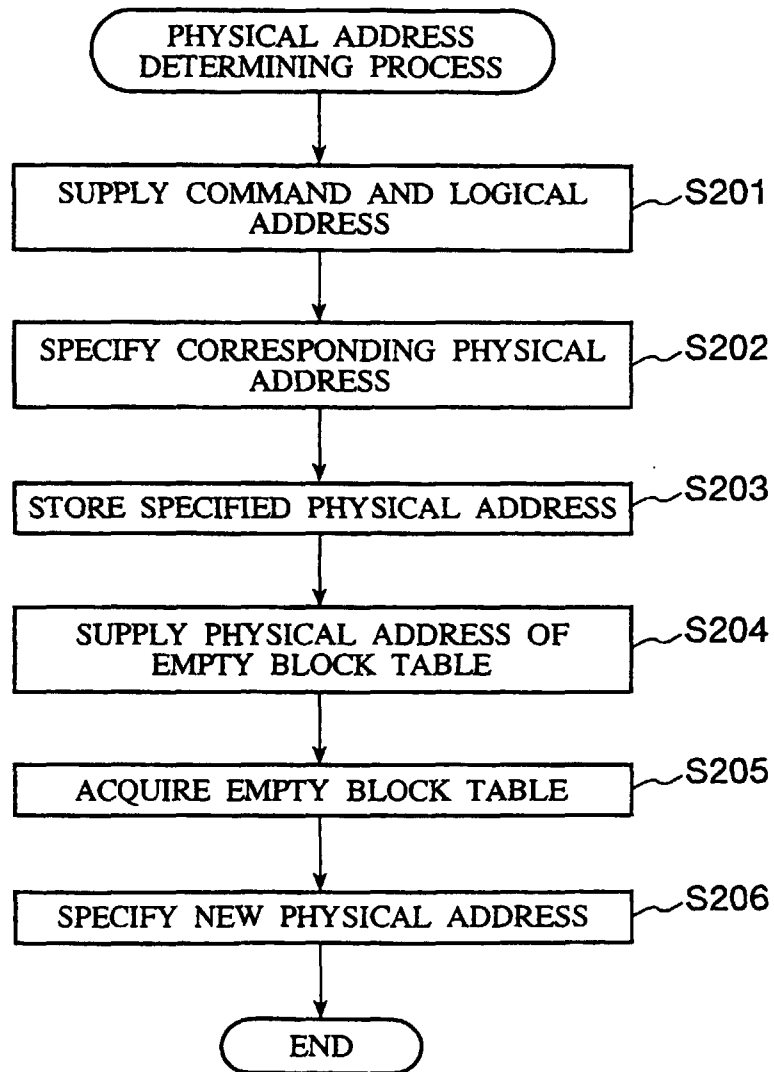 PHYSICAL ADDRESS
DETERMINING PROCESS
SUPPLY COMMAND AND LOGICAL
ADDRESS
S201
SPECIFY CORRESPONDING PHYSICAL
ADDRESS
S202
STORE SPECIFIED PHYSICAL ADDRESS
S203
SUPPLY PHYSICAL ADDRESS OF
EMPTY BLOCK TABLE
S204
ACQUIRE EMPTY BLOCK TABLE
S205
SPECIFY NEW PHYSICAL ADDRESS
S206
END